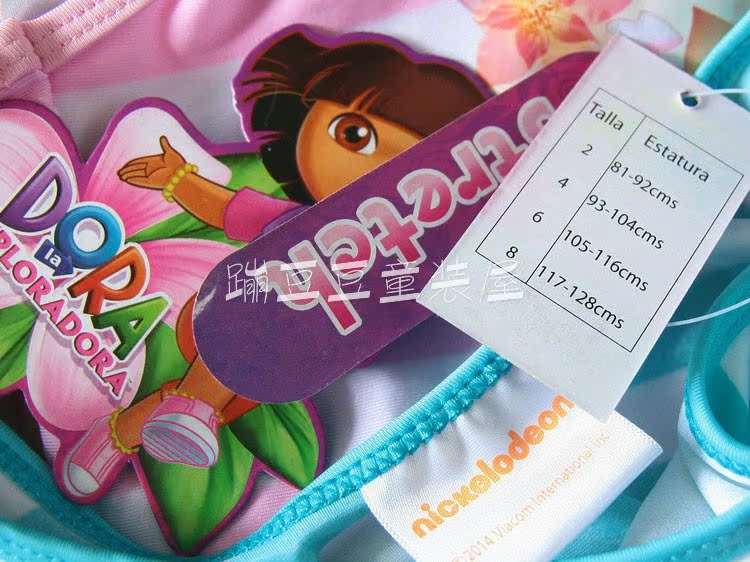 DORA
la
PLORADORA
Stretch
蹦豆豆童装屋
Talla Estatura
2 81-92cms
4 93-104cms
6 105-116cms
8 117-128cms
nickelodeon
©2014 Viacom International Inc